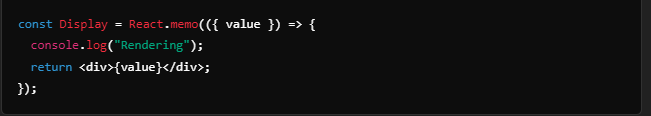 const Display = React.memo(({ value }) => {
  console.log("Rendering");
  return <div>{value}</div>;
});